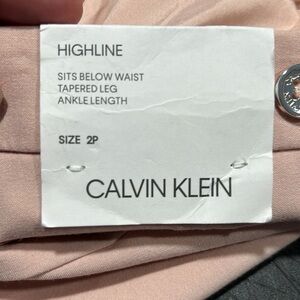 HIGHLINE
SITS BELOW WAIST
TAPERED LEG
ANKLE LENGTH
SIZE 2P
CALVIN KLEIN